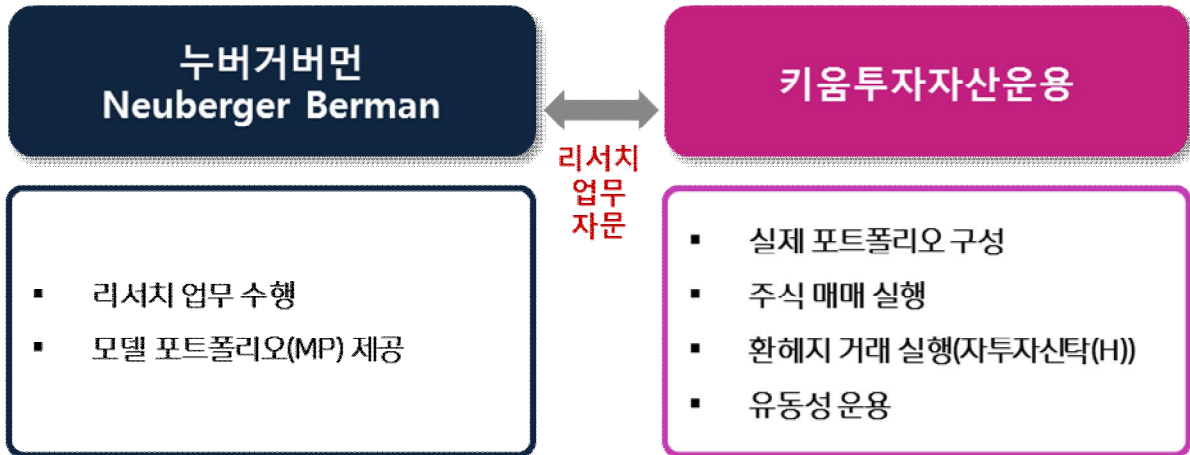 누버거버먼
Neuberger Berman
키움투자자산운용
리서치
업무
자문
▪ 리서치 업무 수행
▪ 모델 포트폴리오(MP) 제공
▪ 실제 포트폴리오 구성
▪ 주식 매매 실행
▪ 환헤지 거래 실행(자투자신탁(H))
▪ 유동성 운용